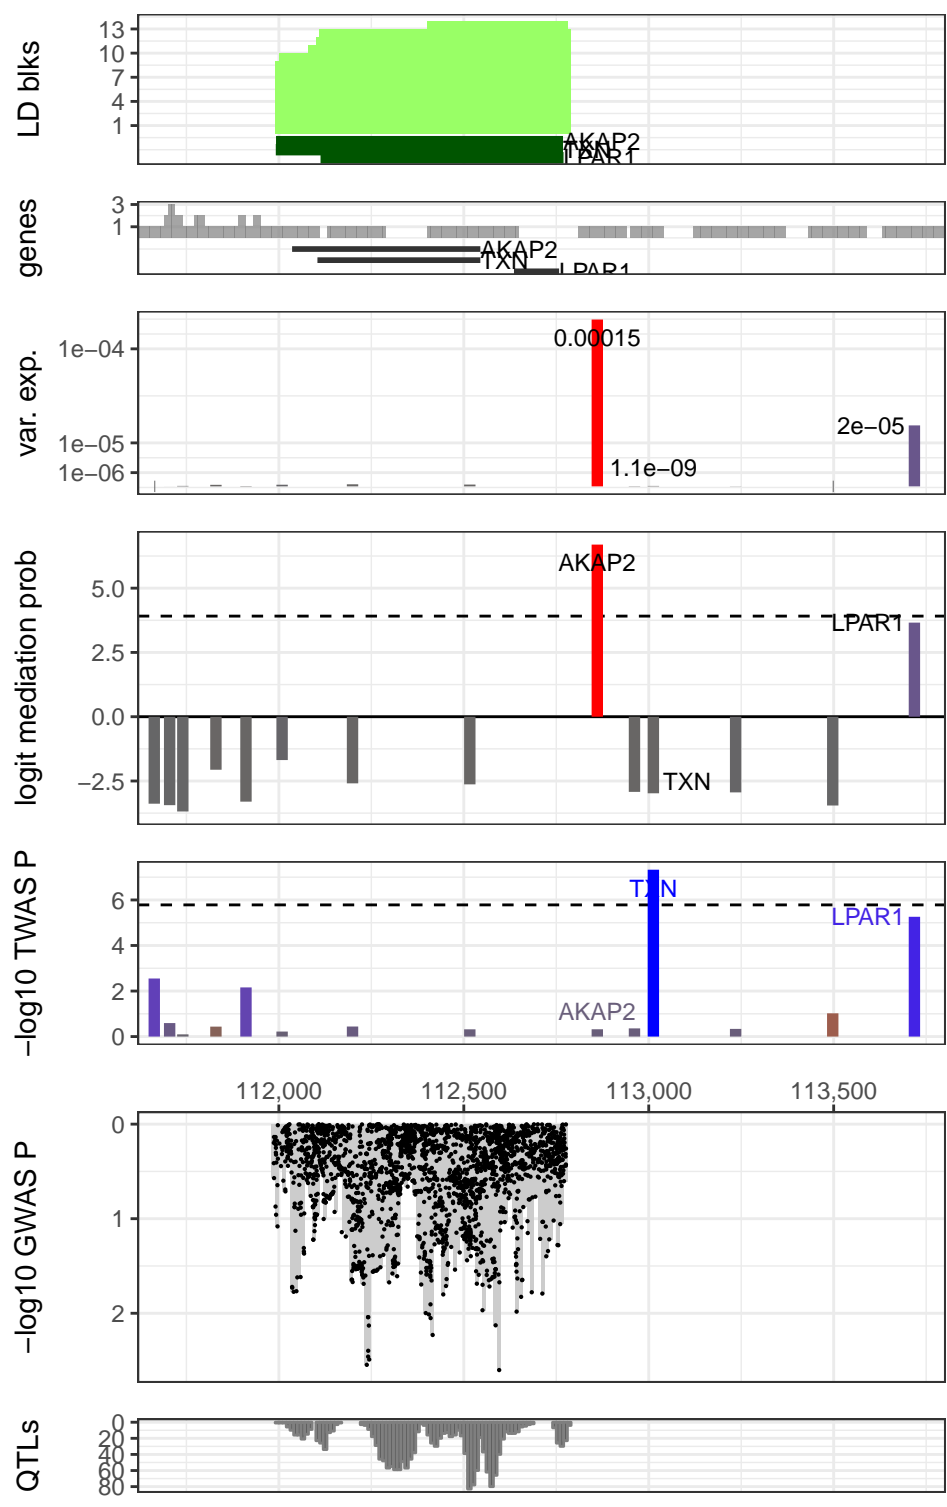 LD blks
13
10
7
4
1
AKAP2
TXN
LPAR1
genes
3
1
AKAP2
TXN
LPAR1
var. exp.
1e−04
1e−05
1e−06
0.00015
1.1e−09
2e−05
logit mediation prob
5.0
2.5
0.0
−2.5
AKAP2
LPAR1
TXN
−log10 TWAS P
6
4
2
0
TXN
LPAR1
AKAP2
112,000 112,500 113,000 113,500
−log10 GWAS P
0
1
2
QTLs
0
20
40
60
80